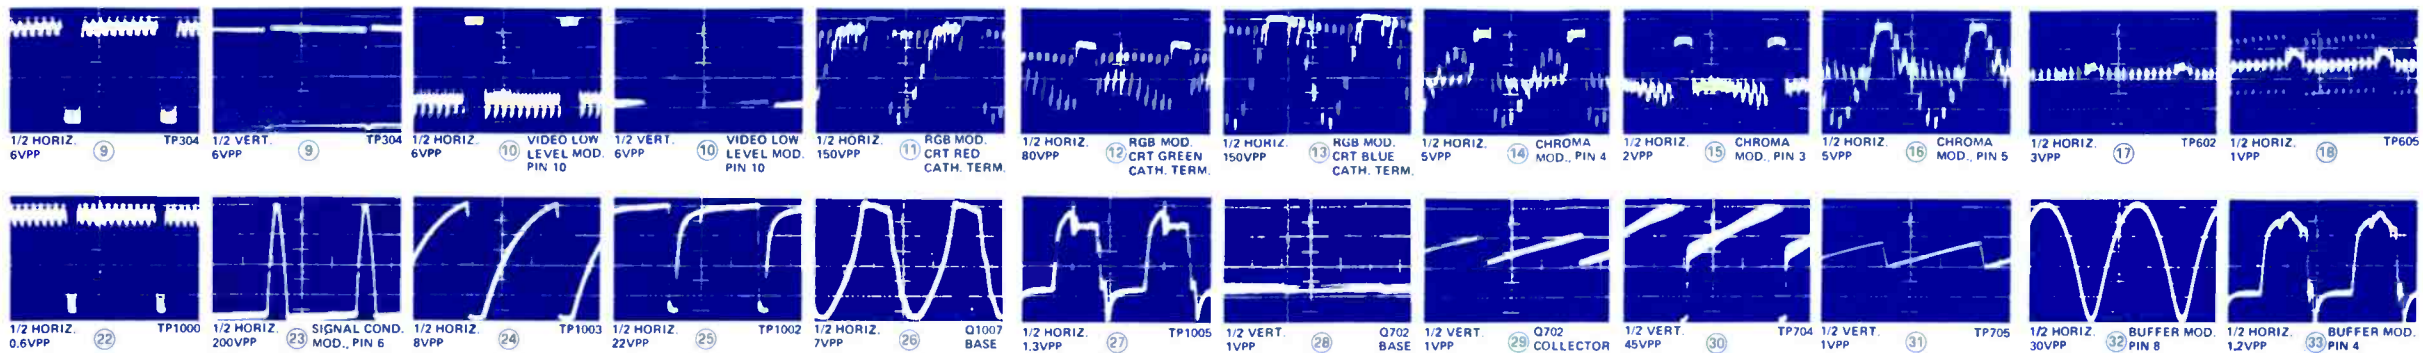 1/2 HORIZ. TP304
6VPP 9
1/2 VERT. TP304
6VPP 9
1/2 HORIZ. VIDEO LOW
6VPP 10 LEVEL MOD.
PIN 10
1/2 VERT. VIDEO LOW
6VPP 10 LEVEL MOD.
PIN 10
1/2 HORIZ. RGB MOD.
150VPP 11 CRT RED
CATH. TERM.
1/2 HORIZ. RGB MOD.
80VPP 12 CRT GREEN
CATH. TERM.
1/2 HORIZ. RGB MOD.
150VPP 13 CRT BLUE
CATH. TERM.
1/2 HORIZ. CHROMA
5VPP 14 MOD., PIN 4
1/2 HORIZ. CHROMA
2VPP 15 MOD., PIN 3
1/2 HORIZ. CHROMA
5VPP 16 MOD., PIN 5
1/2 HORIZ. TP602
3VPP 17
1/2 HORIZ. TP605
1VPP 18
1/2 HORIZ. TP1000
0.6VPP 22
1/2 HORIZ. SIGNAL COND.
200VPP 23 MOD., PIN 6
1/2 HORIZ. TP1003
8VPP 24
1/2 HORIZ. TP1002
22VPP 25
1/2 HORIZ. Q1007
7VPP 26 BASE
1/2 HORIZ. TP1005
1.3VPP 27
1/2 VERT. Q702
1VPP 28 BASE
1/2 VERT. Q702
1VPP 29 COLLECTOR
1/2 VERT. TP704
45VPP 30
1/2 VERT. TP705
1VPP 31
1/2 HORIZ. BUFFER MOD.
30VPP 32 PIN 8
1/2 HORIZ. BUFFER MOD.
1.2VPP 33 PIN 4